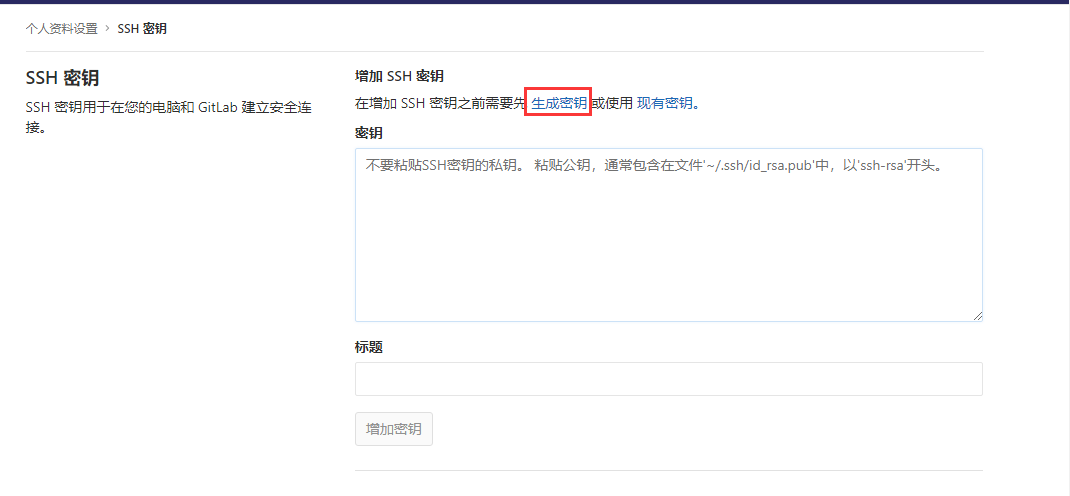 个人资料设置 › SSH 密钥
SSH 密钥
SSH 密钥用于在您的电脑和 GitLab 建立安全连
接。
增加 SSH 密钥
在增加 SSH 密钥之前需要先 生成密钥 或使用 现有密钥。
密钥
不要粘贴SSH密钥的私钥。 粘贴公钥，通常包含在文件'~/.ssh/id_rsa.pub'中，以'ssh-rsa'开头。
标题
增加密钥